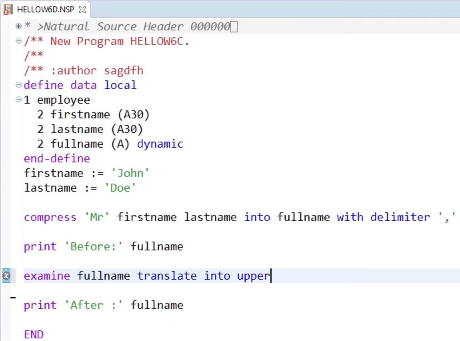 HELLOW6D.NSP
* >Natural Source Header 000000
/** New Program HELLOW6C.
/**
/** :author sagdfh
define data local
1 employee
  2 firstname (A30)
  2 lastname (A30)
  2 fullname (A) dynamic
end-define
firstname := 'John'
lastname := 'Doe'
compress 'Mr' firstname lastname into fullname with delimiter ','
print 'Before:' fullname
examine fullname translate into upper
print 'After :' fullname
END